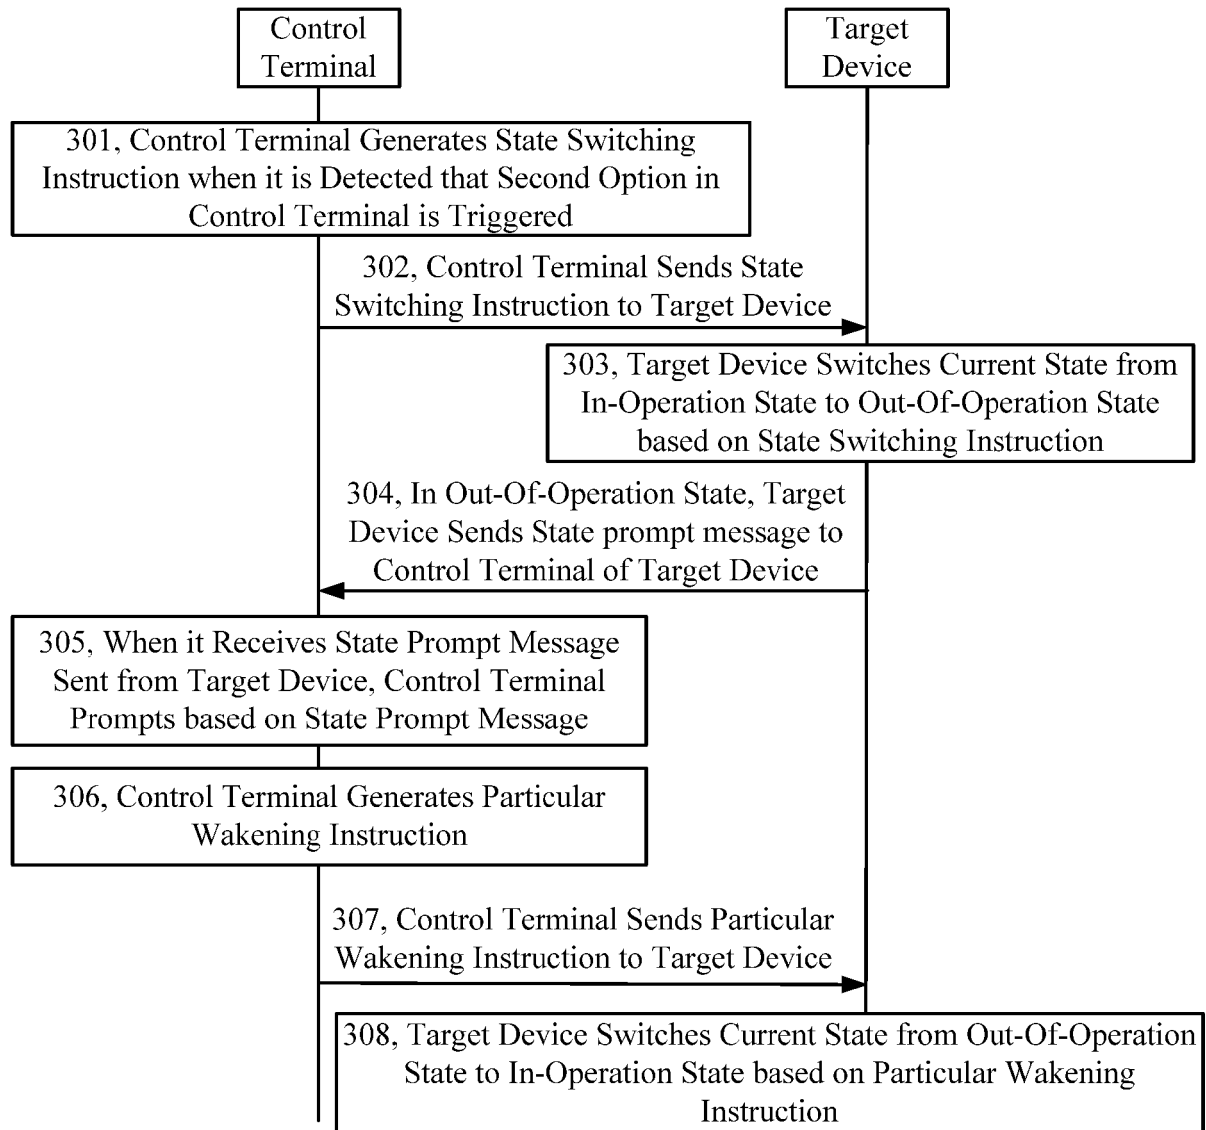 Control
Terminal
Target
Device
301, Control Terminal Generates State Switching
Instruction when it is Detected that Second Option in
Control Terminal is Triggered
302, Control Terminal Sends State
Switching Instruction to Target Device
303, Target Device Switches Current State from
In-Operation State to Out-Of-Operation State
based on State Switching Instruction
304, In Out-Of-Operation State, Target
Device Sends State prompt message to
Control Terminal of Target Device
305, When it Receives State Prompt Message
Sent from Target Device, Control Terminal
Prompts based on State Prompt Message
306, Control Terminal Generates Particular
Wakening Instruction
307, Control Terminal Sends Particular
Wakening Instruction to Target Device
308, Target Device Switches Current State from Out-Of-Operation
State to In-Operation State based on Particular Wakening
Instruction